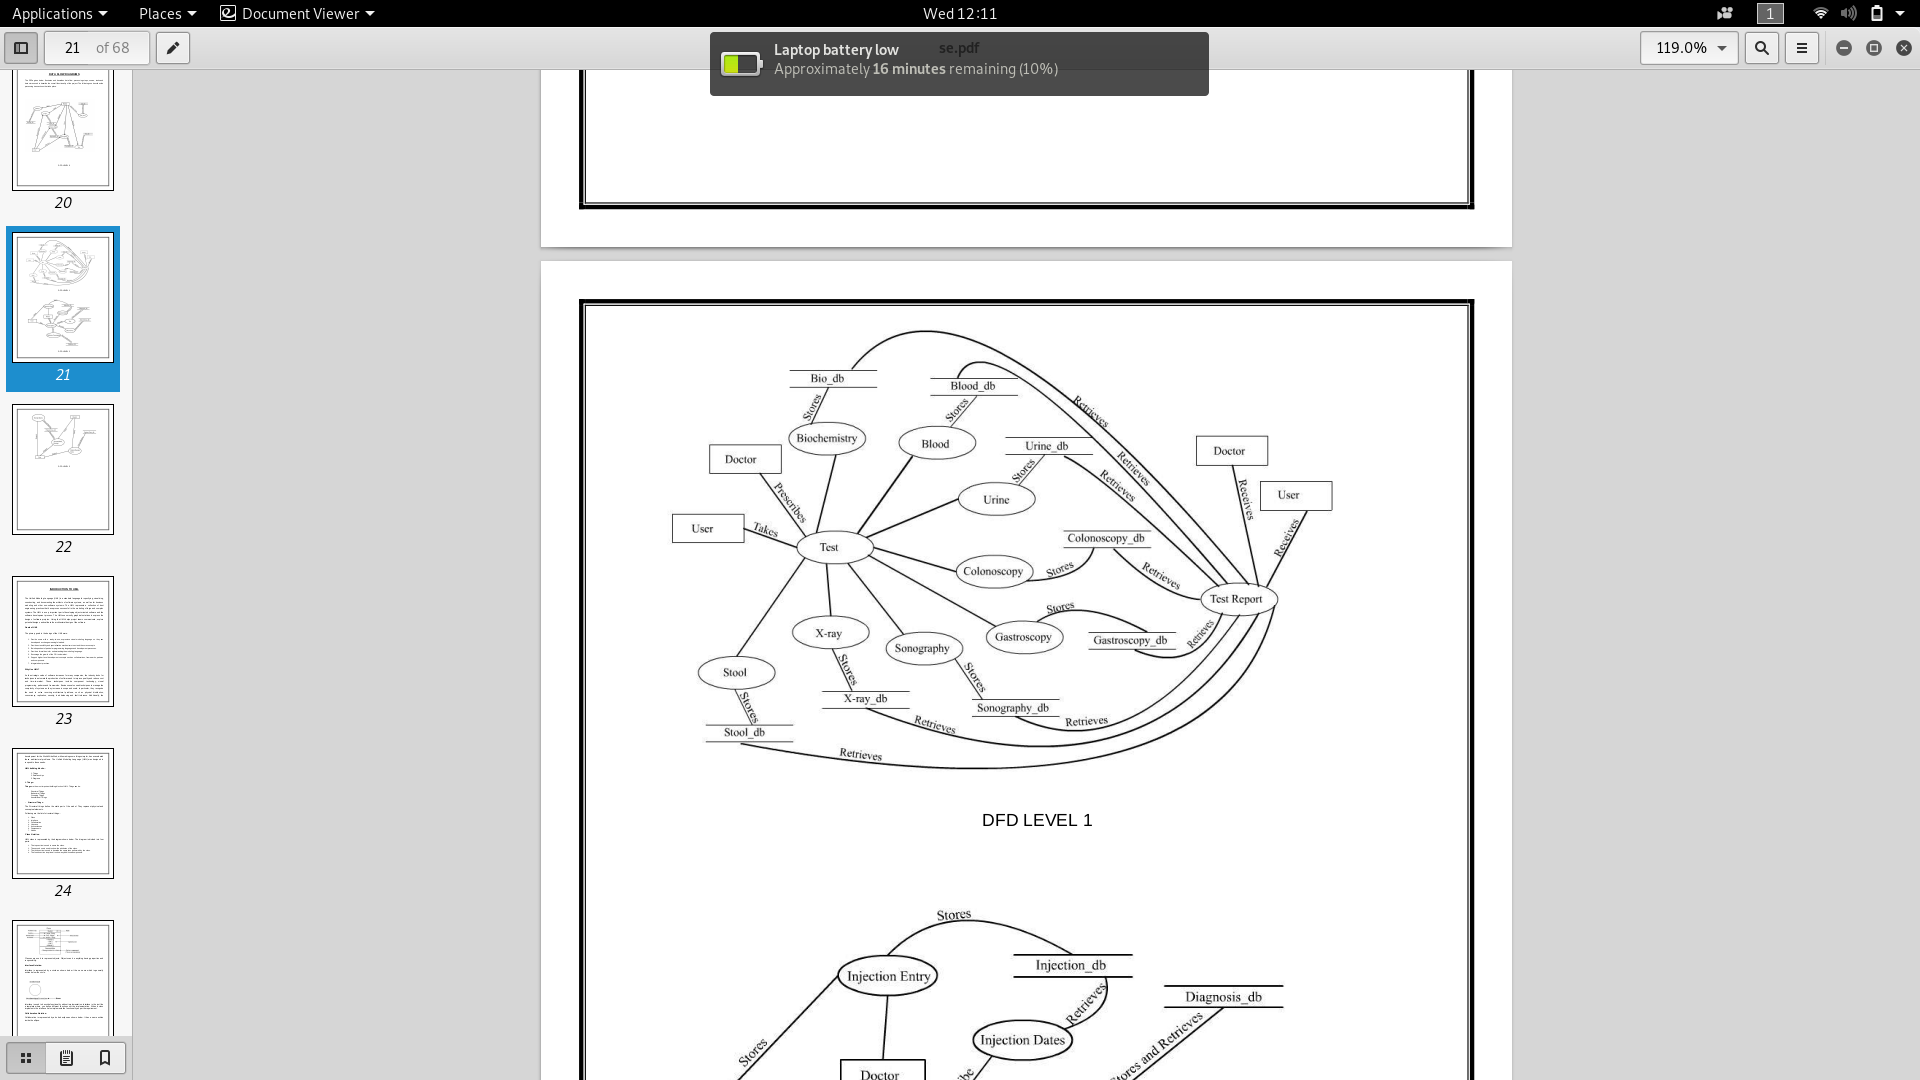 Applications Places Document Viewer Wed 12:11 1
21 of 68 se.pdf 119.0%
Laptop battery low
Approximately 16 minutes remaining (10%)
20
21
22
23
24
Bio_db
Blood_db
Stores
Stores
Retrieves
Biochemistry
Blood
Urine_db
Doctor
Doctor
Stores
Retrieves
Retrieves
Prescribes
Urine
Receives
User
User
Takes
Test
Colonoscopy_db
Receives
Colonoscopy
Stores
Retrieves
Test Report
Stores
X-ray
Gastroscopy
Gastroscopy_db
Retrieves
Sonography
Stool
Stores
Stores
X-ray_db
Stores
Sonography_db
Retrieves
Retrieves
Stool_db
Retrieves
DFD LEVEL 1
Stores
Injection Entry
Injection_db
Retrieves
Diagnosis_db
Injection Dates
Stores
Stores and Retrieves
Doctor